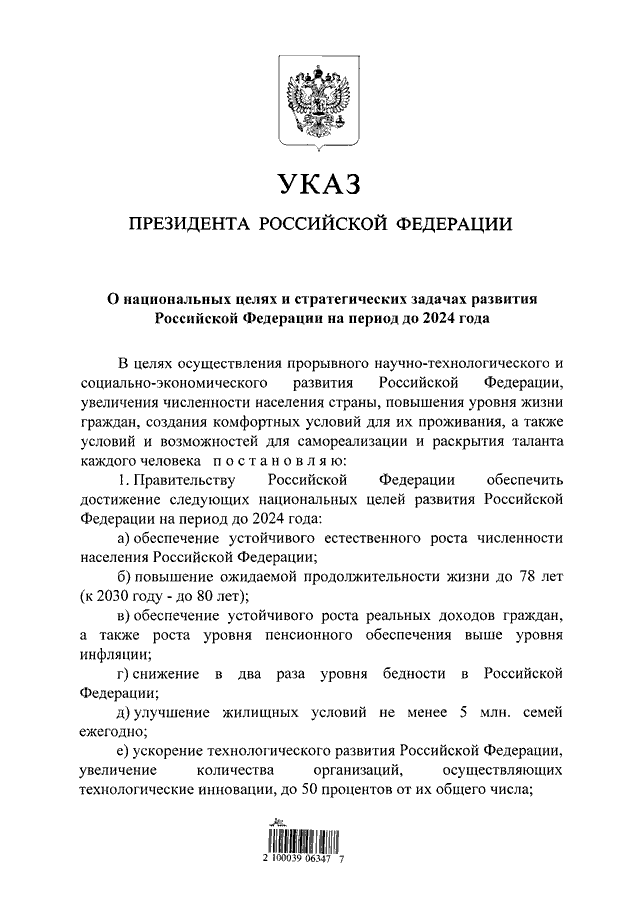 УКАЗ
ПРЕЗИДЕНТА РОССИЙСКОЙ ФЕДЕРАЦИИ
О национальных целях и стратегических задачах развития
Российской Федерации на период до 2024 года
В целях осуществления прорывного научно-технологического и
социально-экономического развития Российской Федерации,
увеличения численности населения страны, повышения уровня жизни
граждан, создания комфортных условий для их проживания, а также
условий и возможностей для самореализации и раскрытия таланта
каждого человека п о с т а н о в л я ю:
1. Правительству Российской Федерации обеспечить
достижение следующих национальных целей развития Российской
Федерации на период до 2024 года:
а) обеспечение устойчивого естественного роста численности
населения Российской Федерации;
б) повышение ожидаемой продолжительности жизни до 78 лет
(к 2030 году - до 80 лет);
в) обеспечение устойчивого роста реальных доходов граждан,
а также роста уровня пенсионного обеспечения выше уровня
инфляции;
г) снижение в два раза уровня бедности в Российской
Федерации;
д) улучшение жилищных условий не менее 5 млн. семей
ежегодно;
е) ускорение технологического развития Российской Федерации,
увеличение количества организаций, осуществляющих
технологические инновации, до 50 процентов от их общего числа;
2 100039 06347 7